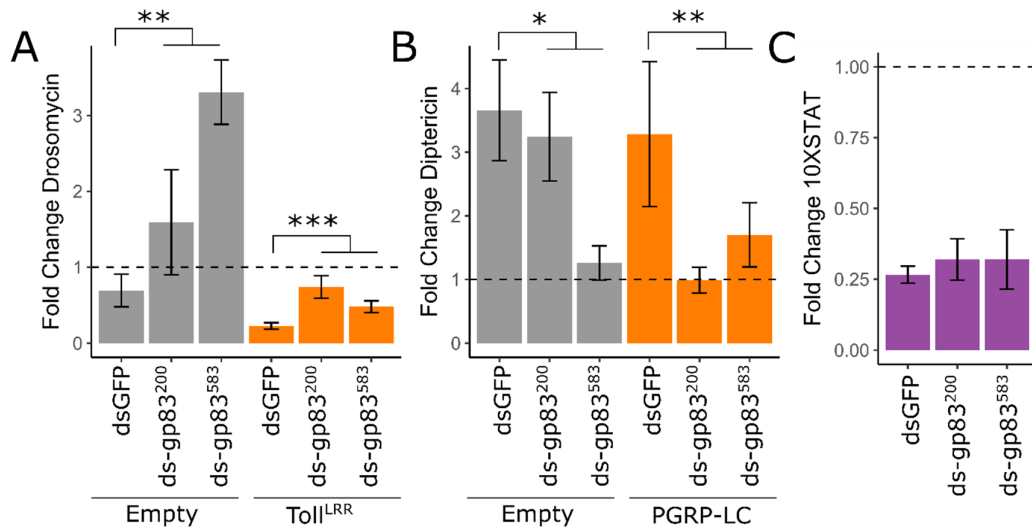 A
Fold Change Drosomycin
3
2
1
0
**
***
dsGFP
ds-gp83²⁰⁰
ds-gp83⁵⁸³
dsGFP
ds-gp83²⁰⁰
ds-gp83⁵⁸³
Empty
Tollᴸᴿᴿ
B
Fold Change Diptericin
4
3
2
1
0
*
**
dsGFP
ds-gp83²⁰⁰
ds-gp83⁵⁸³
dsGFP
ds-gp83²⁰⁰
ds-gp83⁵⁸³
Empty
PGRP-LC
C
Fold Change 10XSTAT
1.00
0.75
0.50
0.25
0.00
dsGFP
ds-gp83²⁰⁰
ds-gp83⁵⁸³